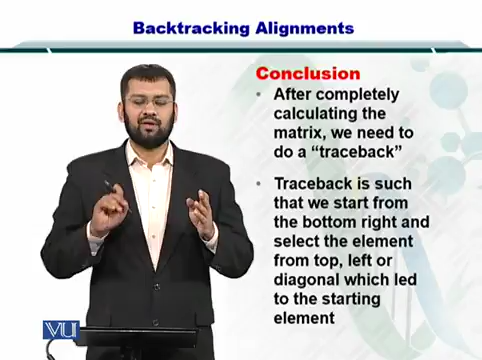 Backtracking Alignments
Conclusion
• After completely
calculating the
matrix, we need to
do a “traceback”
• Traceback is such
that we start from
the bottom right and
select the element
from top, left or
diagonal which led
to the starting
element
VU